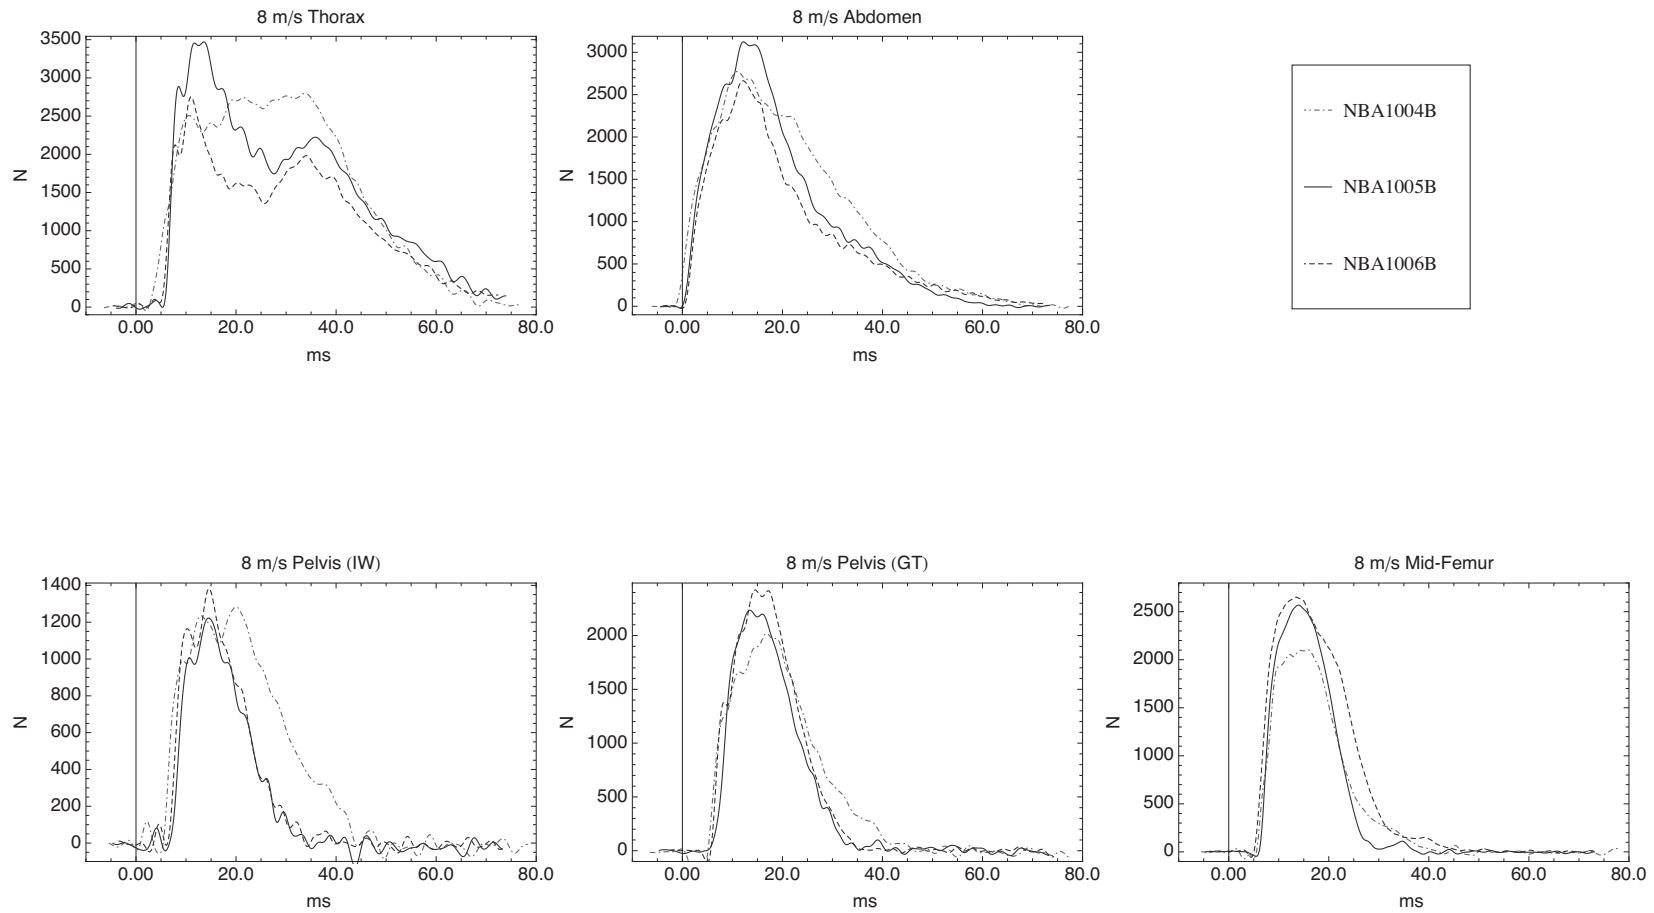 8 m/s Thorax
3500
3000
2500
2000
1500
1000
500
0
N
0.00 20.0 40.0 60.0 80.0
ms
8 m/s Abdomen
3000
2500
2000
1500
1000
500
0
N
0.00 20.0 40.0 60.0 80.0
ms
NBA1004B
NBA1005B
NBA1006B
8 m/s Pelvis (IW)
1400
1200
1000
800
600
400
200
0
N
0.00 20.0 40.0 60.0 80.0
ms
8 m/s Pelvis (GT)
2000
1500
1000
500
0
N
0.00 20.0 40.0 60.0 80.0
ms
8 m/s Mid-Femur
2500
2000
1500
1000
500
0
N
0.00 20.0 40.0 60.0 80.0
ms